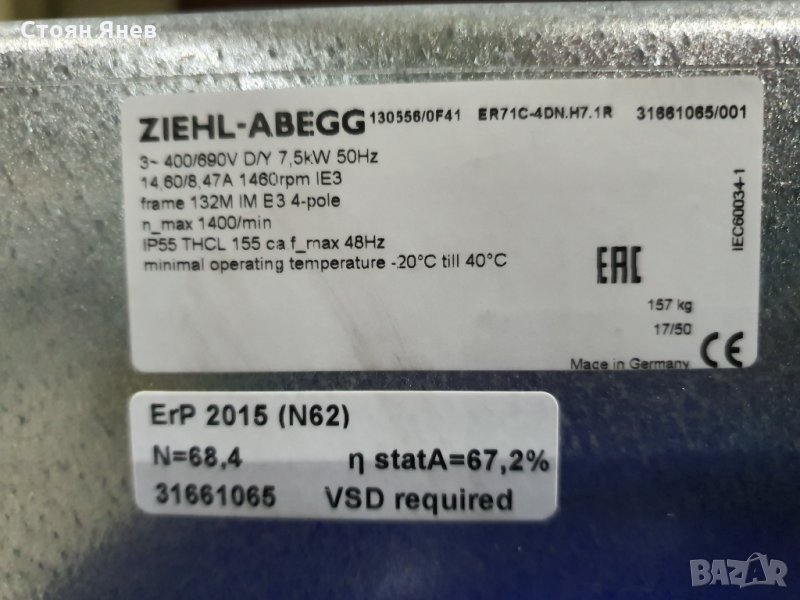 Стоян Янев
ZIEHL-ABEGG 130556/0F41 ER71C-4DN.H7.1R 31661065/001
3~ 400/690V D/Y 7,5kW 50Hz
14,60/8,47A 1460rpm IE3
frame 132M IM B3 4-pole
n_max 1400/min
IP55 THCL 155 ca f_max 48Hz
minimal operating temperature -20°C till 40°C
IEC60034-1
EAC
157 kg
17/50
Made in Germany CE
ErP 2015 (N62)
N=68,4 η statA=67,2%
31661065 VSD required
BAZAR